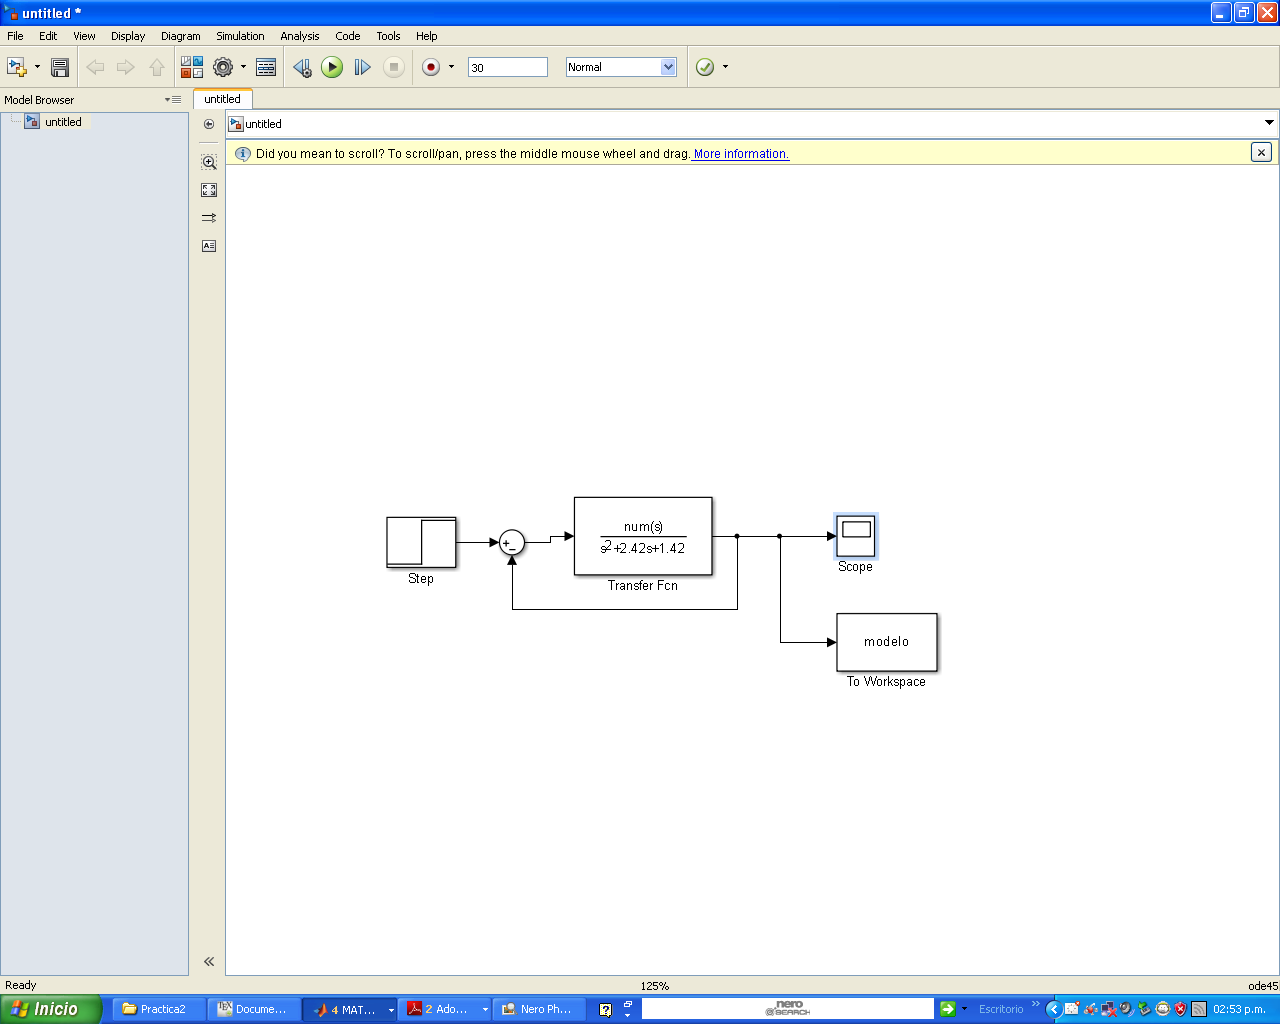 untitled *
File Edit View Display Diagram Simulation Analysis Code Tools Help
30 Normal
Model Browser
untitled
untitled
untitled
Did you mean to scroll? To scroll/pan, press the middle mouse wheel and drag. More information.
num(s)
s²+2.42s+1.42
Step
Transfer Fcn
Scope
modelo
To Workspace
Ready 125% ode45
Inicio Practica2 Docume... 4 MAT... 2 Ado... Nero Ph... nero SEARCH Escritorio 02:53 p.m.